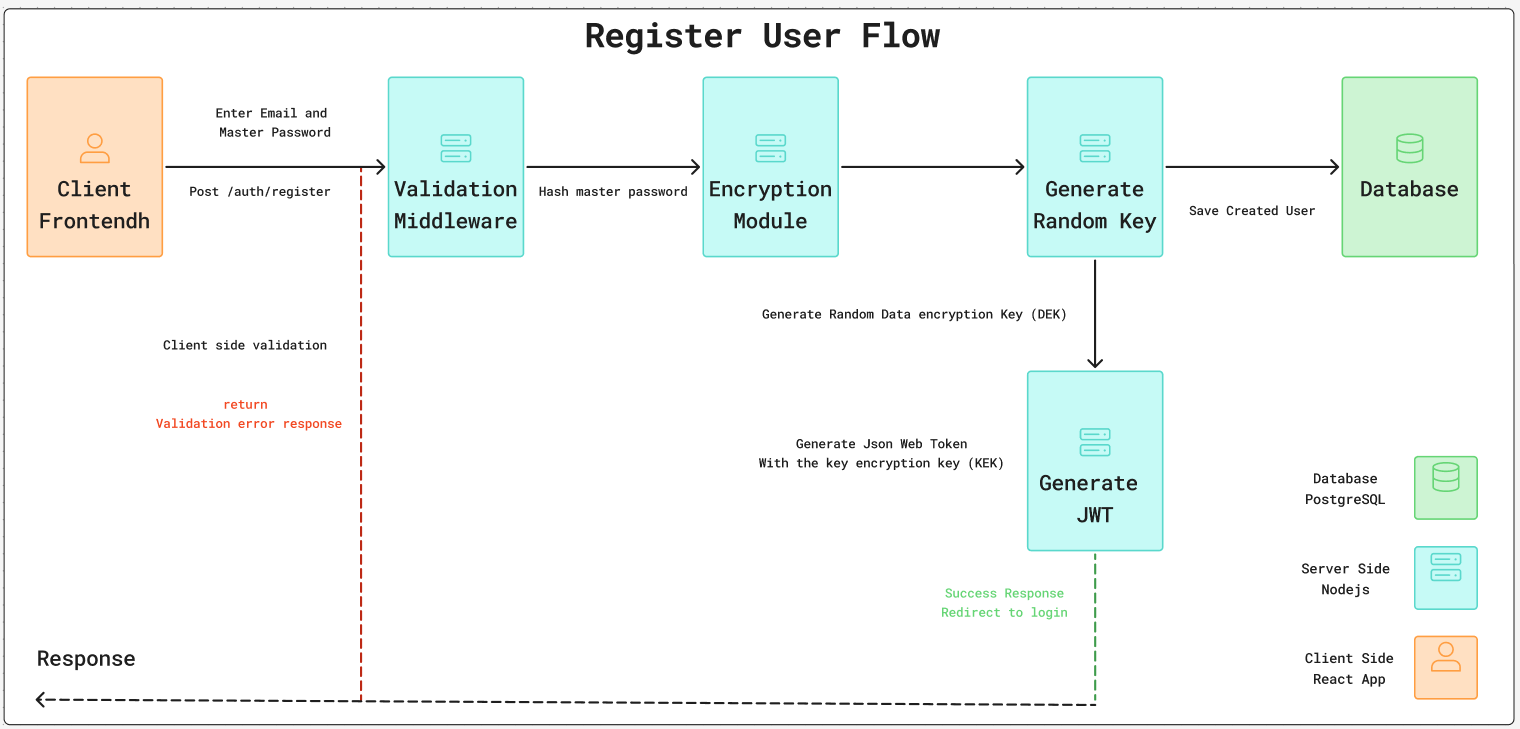 Register User Flow
Enter Email and
Master Password
Post /auth/register
Client
Frontendh
Validation
Middleware
Hash master password
Encryption
Module
Generate
Random Key
Save Created User
Database
Generate Random Data encryption Key (DEK)
Client side validation
return
Validation error response
Generate Json Web Token
With the key encryption key (KEK)
Generate
JWT
Success Response
Redirect to login
Database
PostgreSQL
Server Side
Nodejs
Client Side
React App
Response